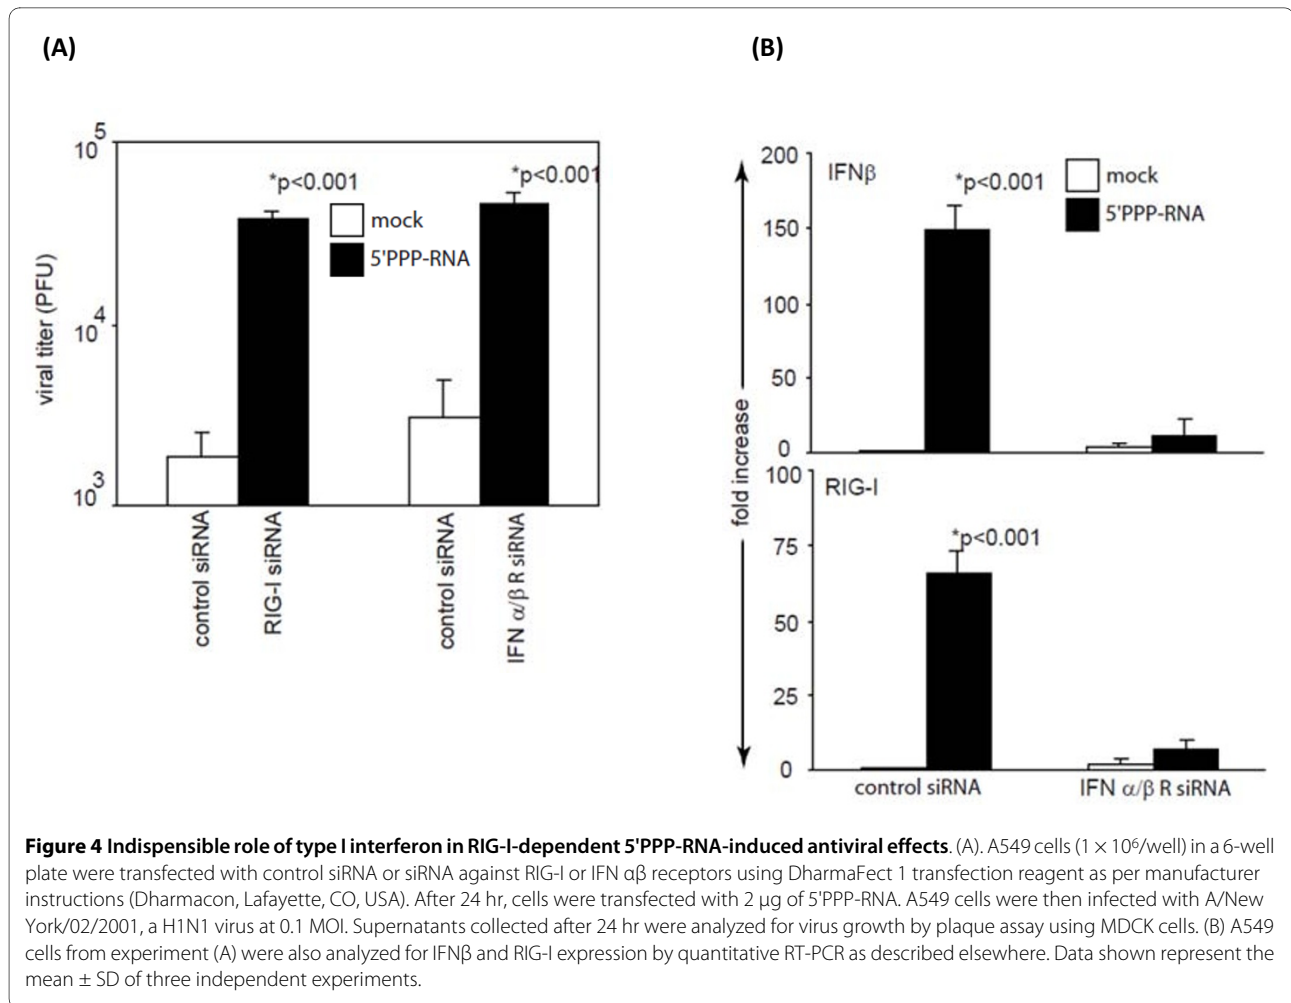 (A)
10^5
10^4
10^3
viral titer (PFU)
*p<0.001
*p<0.001
mock
5'PPP-RNA
control siRNA
RIG-I siRNA
control siRNA
IFN α/β R siRNA
(B)
200
150
100
50
0
IFNβ
*p<0.001
mock
5'PPP-RNA
fold increase
100
75
50
25
0
RIG-I
*p<0.001
control siRNA
IFN α/β R siRNA
Figure 4 Indispensible role of type I interferon in RIG-I-dependent 5'PPP-RNA-induced antiviral effects. (A). A549 cells (1 × 10⁶/well) in a 6-well
plate were transfected with control siRNA or siRNA against RIG-I or IFN αβ receptors using DharmaFect 1 transfection reagent as per manufacturer
instructions (Dharmacon, Lafayette, CO, USA). After 24 hr, cells were transfected with 2 μg of 5'PPP-RNA. A549 cells were then infected with A/New
York/02/2001, a H1N1 virus at 0.1 MOI. Supernatants collected after 24 hr were analyzed for virus growth by plaque assay using MDCK cells. (B) A549
cells from experiment (A) were also analyzed for IFNβ and RIG-I expression by quantitative RT-PCR as described elsewhere. Data shown represent the
mean ± SD of three independent experiments.